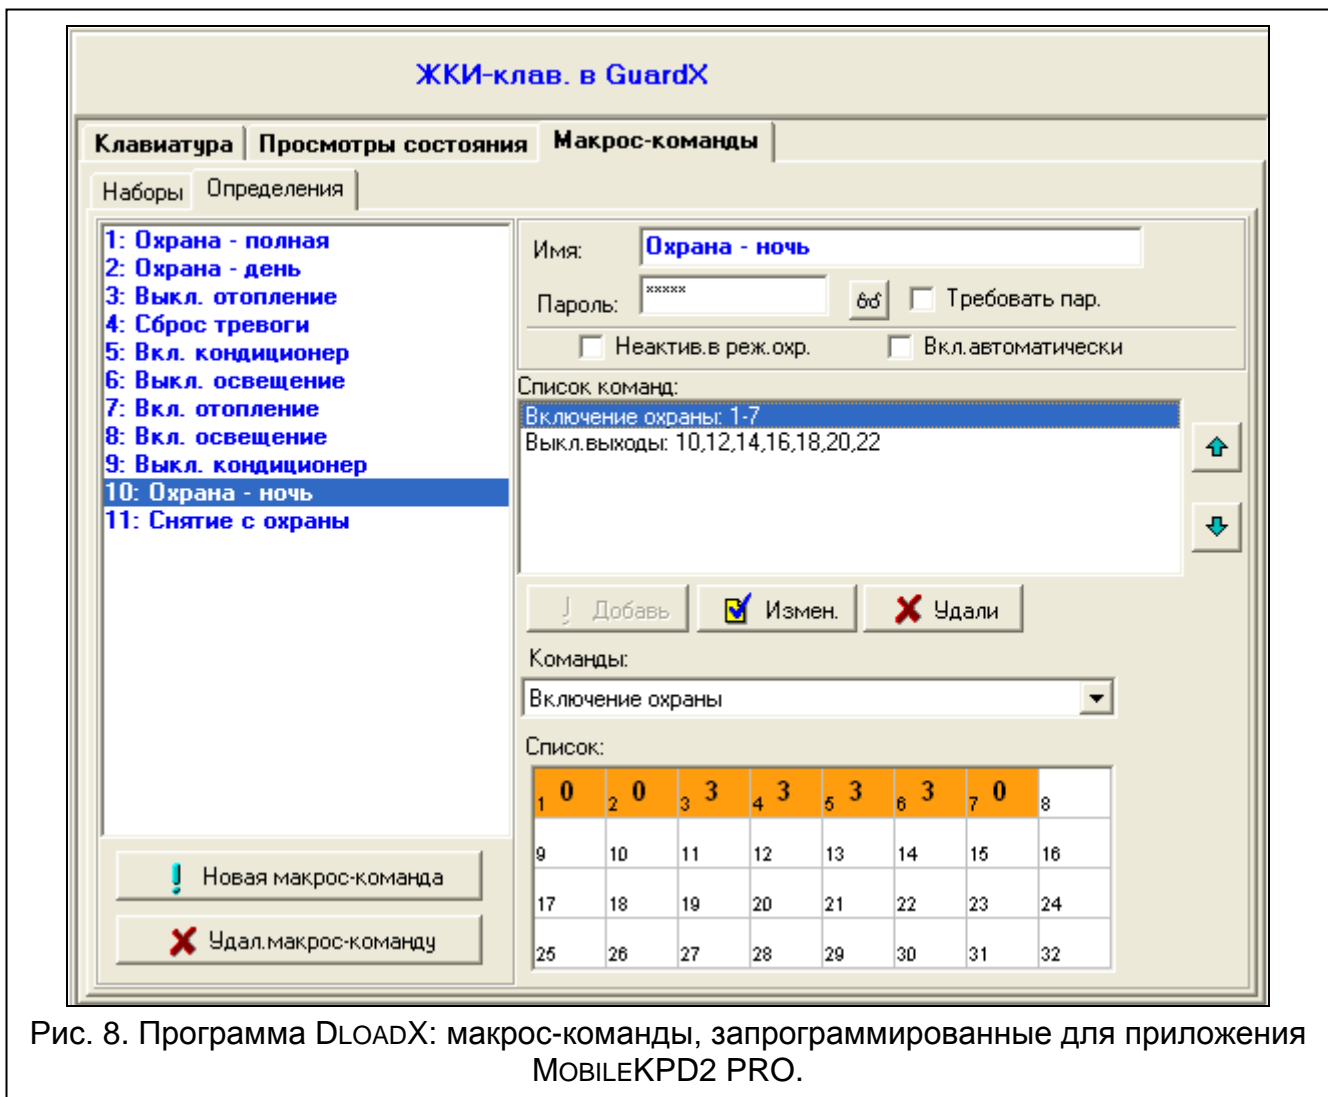 ЖКИ-клав. в GuardX
Клавиатура Просмотры состояния Макрос-команды
Наборы Определения
1: Охрана - полная
2: Охрана - день
3: Выкл. отопление
4: Сброс тревоги
5: Вкл. кондиционер
6: Выкл. освещение
7: Вкл. отопление
8: Вкл. освещение
9: Выкл. кондиционер
10: Охрана - ночь
11: Снятие с охраны
Новая макрос-команда
Удал.макрос-команду
Имя: Охрана - ночь
Пароль: ××××× Требовать пар.
Неактив.в реж.охр. Вкл.автоматически
Список команд:
Включение охраны: 1-7
Выкл.выходы: 10,12,14,16,18,20,22
Добавь Измен. Удали
Команды:
Включение охраны
Список:
1 0 2 0 3 3 4 3 5 3 6 3 7 0 8
9 10 11 12 13 14 15 16
17 18 19 20 21 22 23 24
25 26 27 28 29 30 31 32
Рис. 8. Программа DLOADX: макрос-команды, запрограммированные для приложения
MOBILEKPD2 PRO.